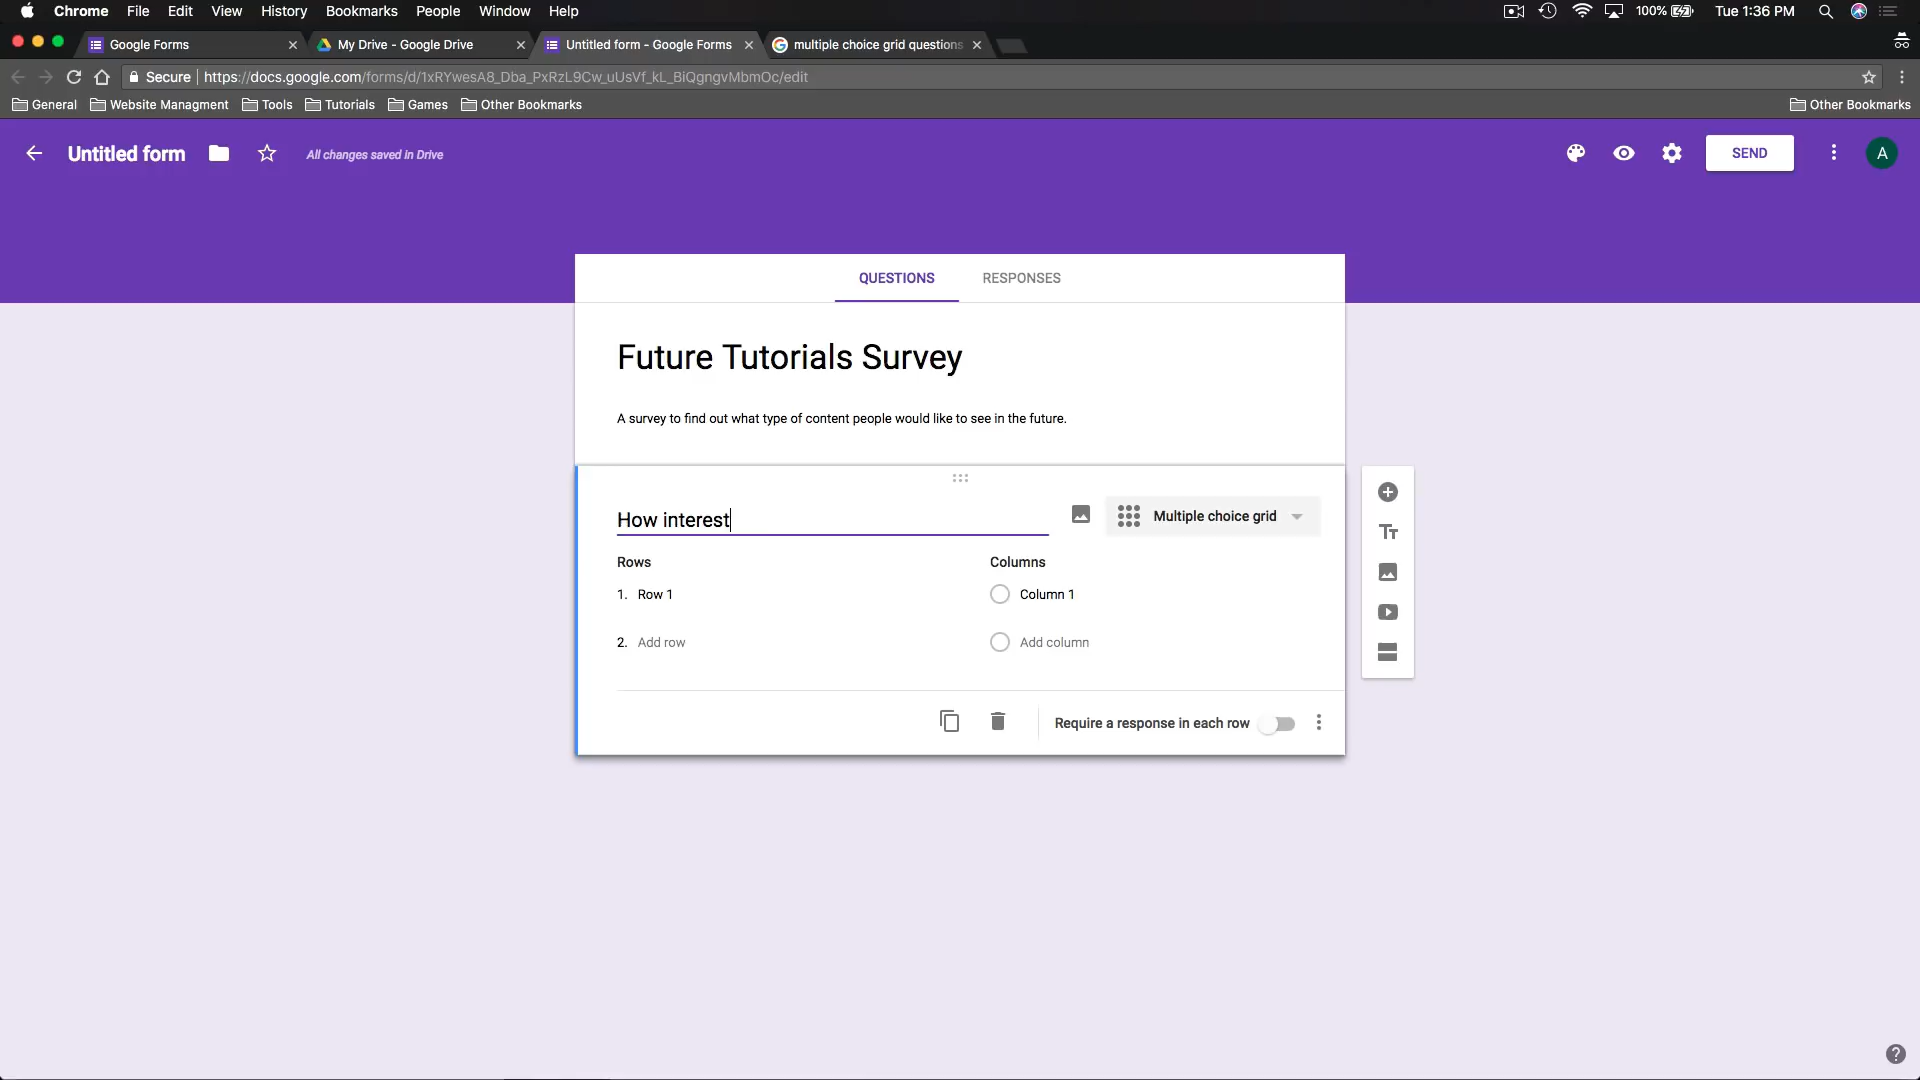 Chrome File Edit View History Bookmarks People Window Help 100% Tue 1:36 PM
Google Forms My Drive - Google Drive Untitled form - Google Forms multiple choice grid questions
Secure https://docs.google.com/forms/d/1xRYwesA8_Dba_PxRzL9Cw_uUsVf_kL_BiQgngvMbmOc/edit
General Website Managment Tools Tutorials Games Other Bookmarks Other Bookmarks
Untitled form All changes saved in Drive SEND A
QUESTIONS RESPONSES
Future Tutorials Survey
A survey to find out what type of content people would like to see in the future.
How interest Multiple choice grid
Rows Columns
1. Row 1 Column 1
2. Add row Add column
Require a response in each row